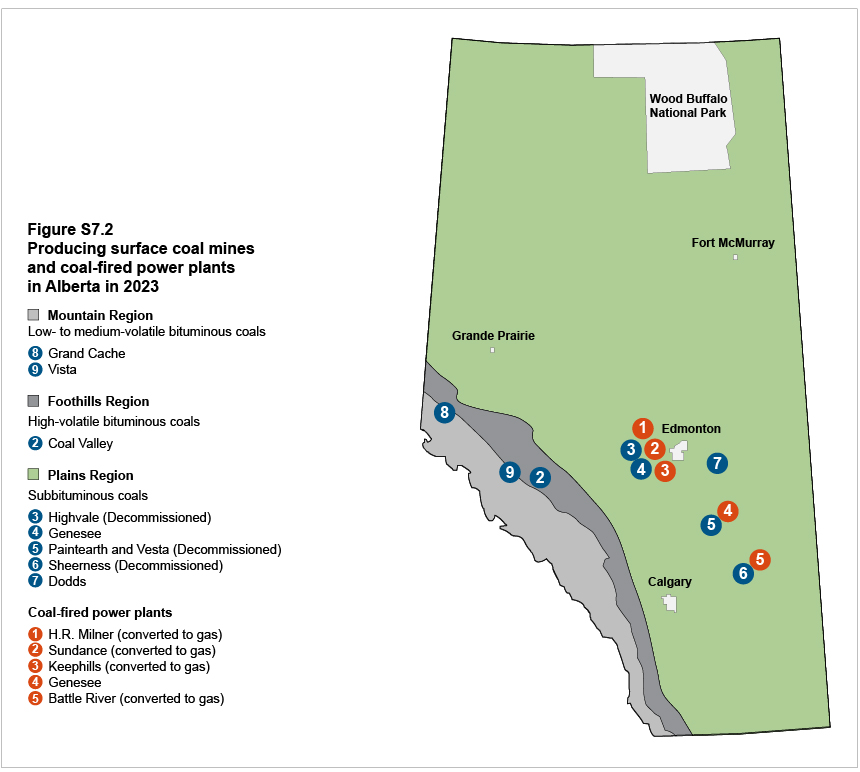 Figure S7.2
Producing surface coal mines
and coal-fired power plants
in Alberta in 2023
Mountain Region
Low- to medium-volatile bituminous coals
8 Grand Cache
9 Vista
Foothills Region
High-volatile bituminous coals
2 Coal Valley
Plains Region
Subbituminous coals
3 Highvale (Decommissioned)
4 Genesee
5 Paintearth and Vesta (Decommissioned)
6 Sheerness (Decommissioned)
7 Dodds
Coal-fired power plants
1 H.R. Milner (converted to gas)
2 Sundance (converted to gas)
3 Keephills (converted to gas)
4 Genesee
5 Battle River (converted to gas)
Wood Buffalo
National Park
Fort McMurray
Grande Prairie
8
1
Edmonton
3
2
4
3
7
9
2
4
5
5
6
Calgary